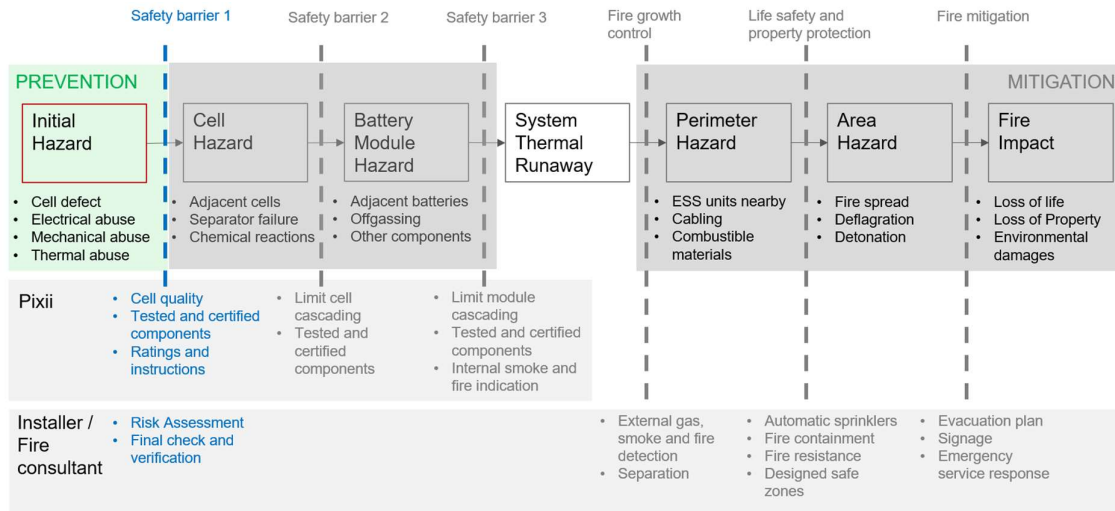 Safety barrier 1
Safety barrier 2
Safety barrier 3
Fire growth
control
Life safety and
property protection
Fire mitigation
PREVENTION
MITIGATION
Initial
Hazard
Cell
Hazard
Battery
Module
Hazard
System
Thermal
Runaway
Perimeter
Hazard
Area
Hazard
Fire
Impact
• Cell defect
• Electrical abuse
• Mechanical abuse
• Thermal abuse
• Adjacent cells
• Separator failure
• Chemical reactions
• Adjacent batteries
• Offgassing
• Other components
• ESS units nearby
• Cabling
• Combustible
materials
• Fire spread
• Deflagration
• Detonation
• Loss of life
• Loss of Property
• Environmental
damages
Pixii
• Cell quality
• Tested and certified
components
• Ratings and
instructions
• Limit cell
cascading
• Tested and
certified
components
• Limit module
cascading
• Tested and certified
components
• Internal smoke and
fire indication
Installer /
Fire
consultant
• Risk Assessment
• Final check and
verification
• External gas,
smoke and fire
detection
• Separation
• Automatic sprinklers
• Fire containment
• Fire resistance
• Designed safe
zones
• Evacuation plan
• Signage
• Emergency
service response